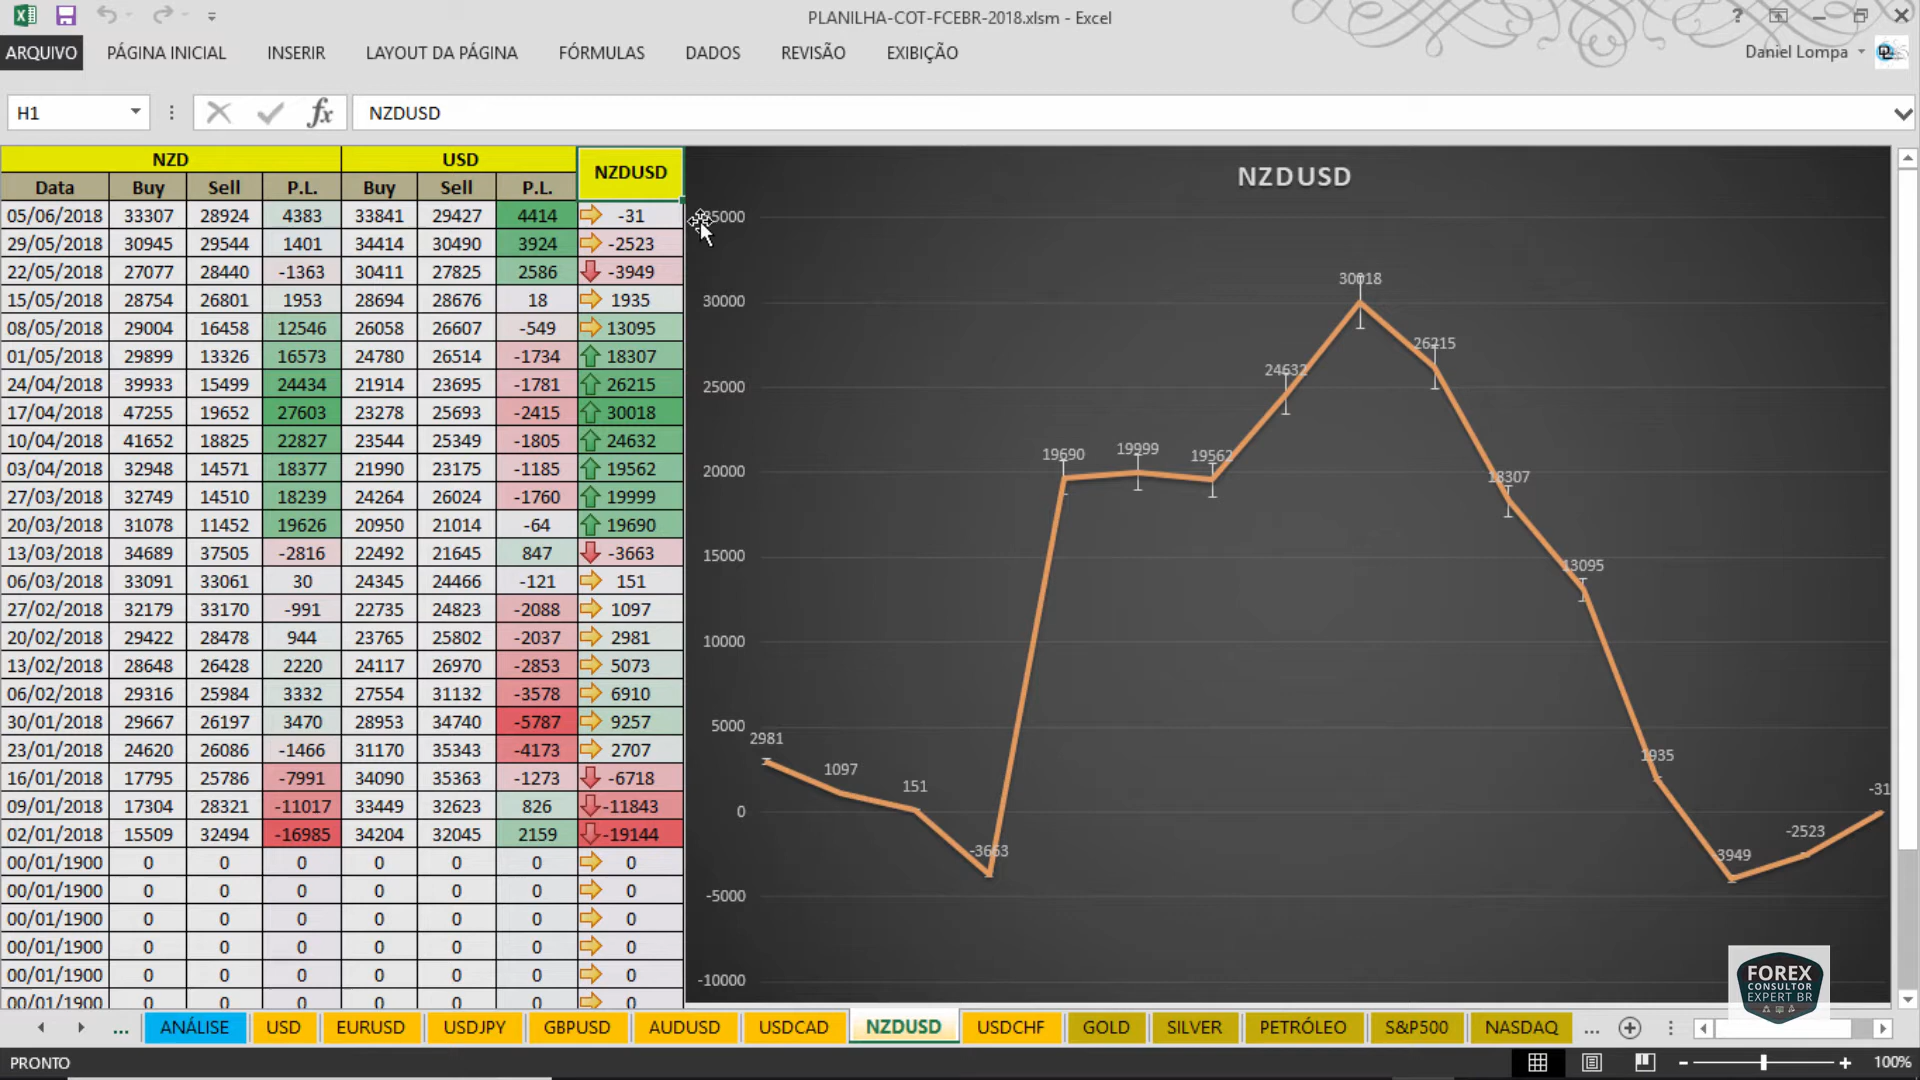 PLANILHA-COT-FCEBR-2018.xlsm - Excel
ARQUIVO PÁGINA INICIAL INSERIR LAYOUT DA PÁGINA FÓRMULAS DADOS REVISÃO EXIBIÇÃO Daniel Lompa
H1 fx NZDUSD
NZD USD NZDUSD
Data Buy Sell P.L. Buy Sell P.L.
05/06/2018 33307 28924 4383 33841 29427 4414 -31
29/05/2018 30945 29544 1401 34414 30490 3924 -2523
22/05/2018 27077 28440 -1363 30411 27825 2586 -3949
15/05/2018 28754 26801 1953 28694 28676 18 1935
08/05/2018 29004 16458 12546 26058 26607 -549 13095
01/05/2018 29899 13326 16573 24780 26514 -1734 18307
24/04/2018 39933 15499 24434 21914 23695 -1781 26215
17/04/2018 47255 19652 27603 23278 25693 -2415 30018
10/04/2018 41652 18825 22827 23544 25349 -1805 24632
03/04/2018 32948 14571 18377 21990 23175 -1185 19562
27/03/2018 32749 14510 18239 24264 26024 -1760 19999
20/03/2018 31078 11452 19626 20950 21014 -64 19690
13/03/2018 34689 37505 -2816 22492 21645 847 -3663
06/03/2018 33091 33061 30 24345 24466 -121 151
27/02/2018 32179 33170 -991 22735 24823 -2088 1097
20/02/2018 29422 28478 944 23765 25802 -2037 2981
13/02/2018 28648 26428 2220 24117 26970 -2853 5073
06/02/2018 29316 25984 3332 27554 31132 -3578 6910
30/01/2018 29667 26197 3470 28953 34740 -5787 9257
23/01/2018 24620 26086 -1466 31170 35343 -4173 2707
16/01/2018 17795 25786 -7991 34090 35363 -1273 -6718
09/01/2018 17304 28321 -11017 33449 32623 826 -11843
02/01/2018 15509 32494 -16985 34204 32045 2159 -19144
00/01/1900 0 0 0 0 0 0 0
00/01/1900 0 0 0 0 0 0 0
00/01/1900 0 0 0 0 0 0 0
00/01/1900 0 0 0 0 0 0 0
00/01/1900 0 0 0 0 0 0 0
00/01/1900 0 0 0 0 0 0 0
NZDUSD
30000
25000
20000
15000
10000
5000
0
-5000
-10000
2981
1097
151
-3663
19690
19999
19562
24632
30018
26215
18307
13095
1935
3949
-2523
-31
FOREX
CONSULTOR
EXPERT BR
... ANÁLISE USD EURUSD USDJPY GBPUSD AUDUSD USDCAD NZDUSD USDCHF GOLD SILVER PETRÓLEO S&P500 NASDAQ ...
PRONTO 100%